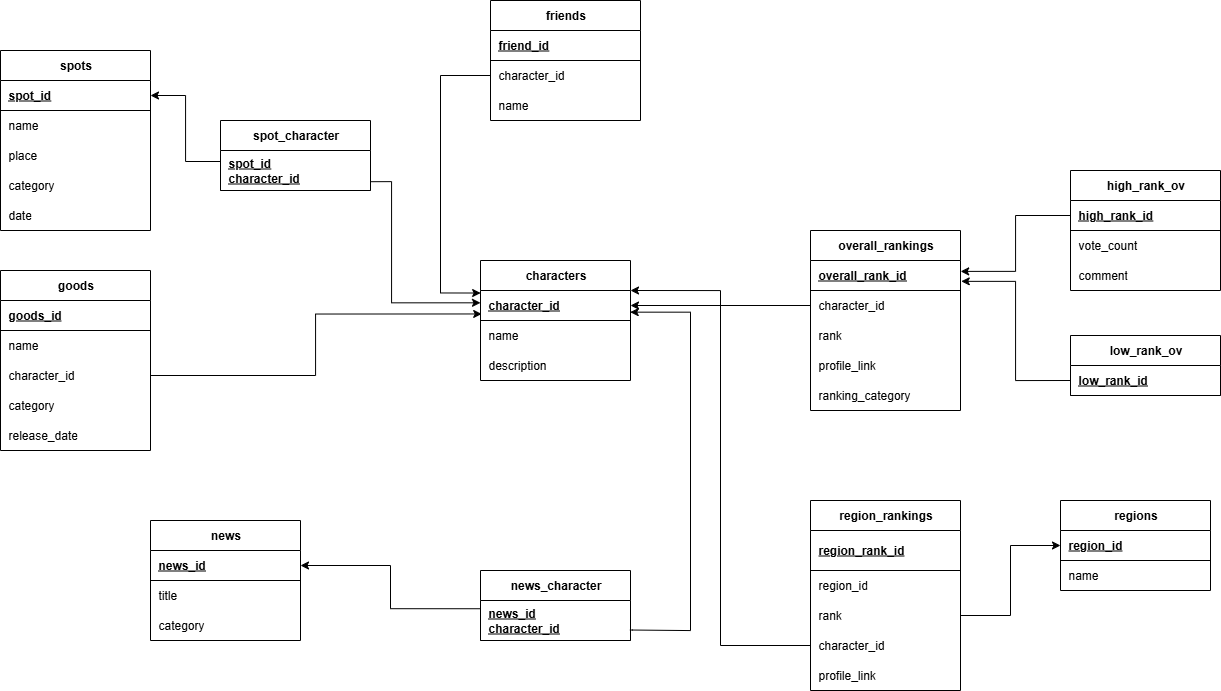 friends
friend_id
character_id
name
spots
spot_id
name
place
category
date
spot_character
spot_id
character_id
high_rank_ov
high_rank_id
vote_count
comment
overall_rankings
overall_rank_id
character_id
rank
profile_link
ranking_category
characters
character_id
name
description
goods
goods_id
name
character_id
category
release_date
low_rank_ov
low_rank_id
news
news_id
title
category
news_character
news_id
character_id
region_rankings
region_rank_id
region_id
rank
character_id
profile_link
regions
region_id
name